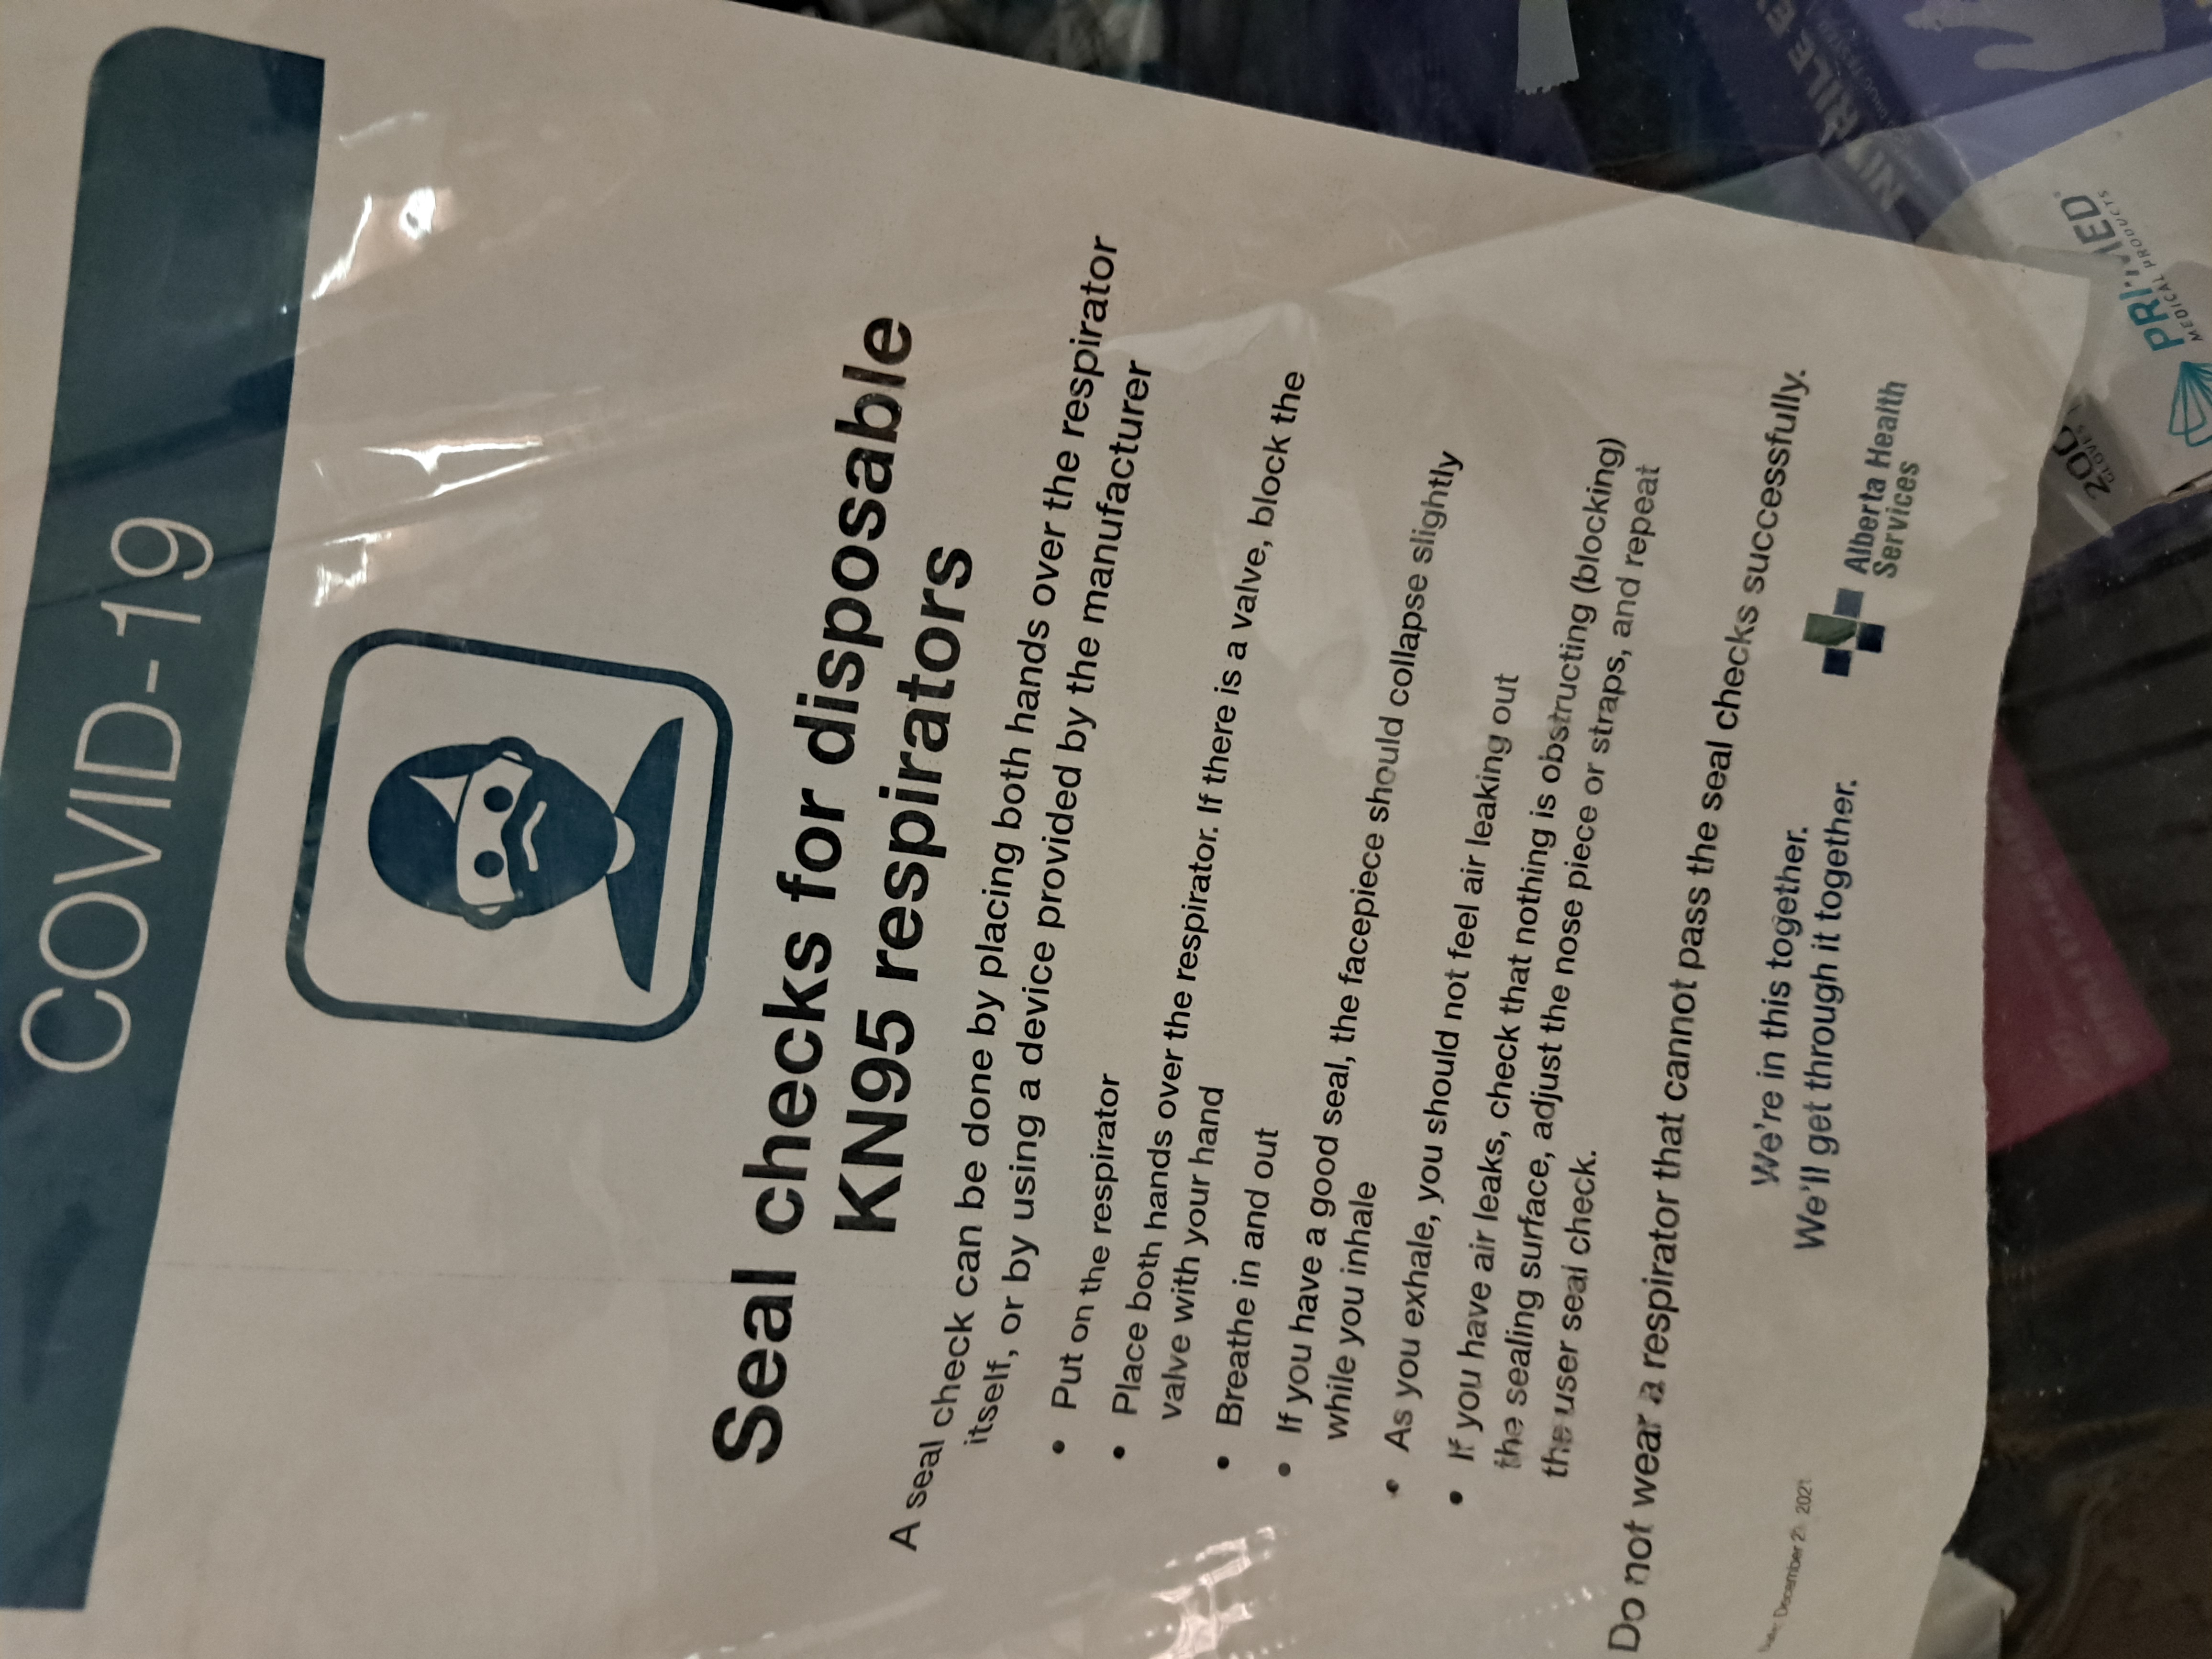 COVID-19
Seal checks for disposable
KN95 respirators
A seal check can be done by placing both hands over the respirator
itself, or by using a device provided by the manufacturer
• Put on the respirator
• Place both hands over the respirator. If there is a valve, block the
valve with your hand
• Breathe in and out
• If you have a good seal, the facepiece should collapse slightly
while you inhale
• As you exhale, you should not feel air leaking out
• If you have air leaks, check that nothing is obstructing (blocking)
the sealing surface, adjust the nose piece or straps, and repeat
the user seal check.
Do not wear a respirator that cannot pass the seal checks successfully.
We're in this together.
We'll get through it together.
Alberta Health
Services
December 2021
NITRILE
PRIMED
MEDICAL PRODUCTS
200
GLOVES